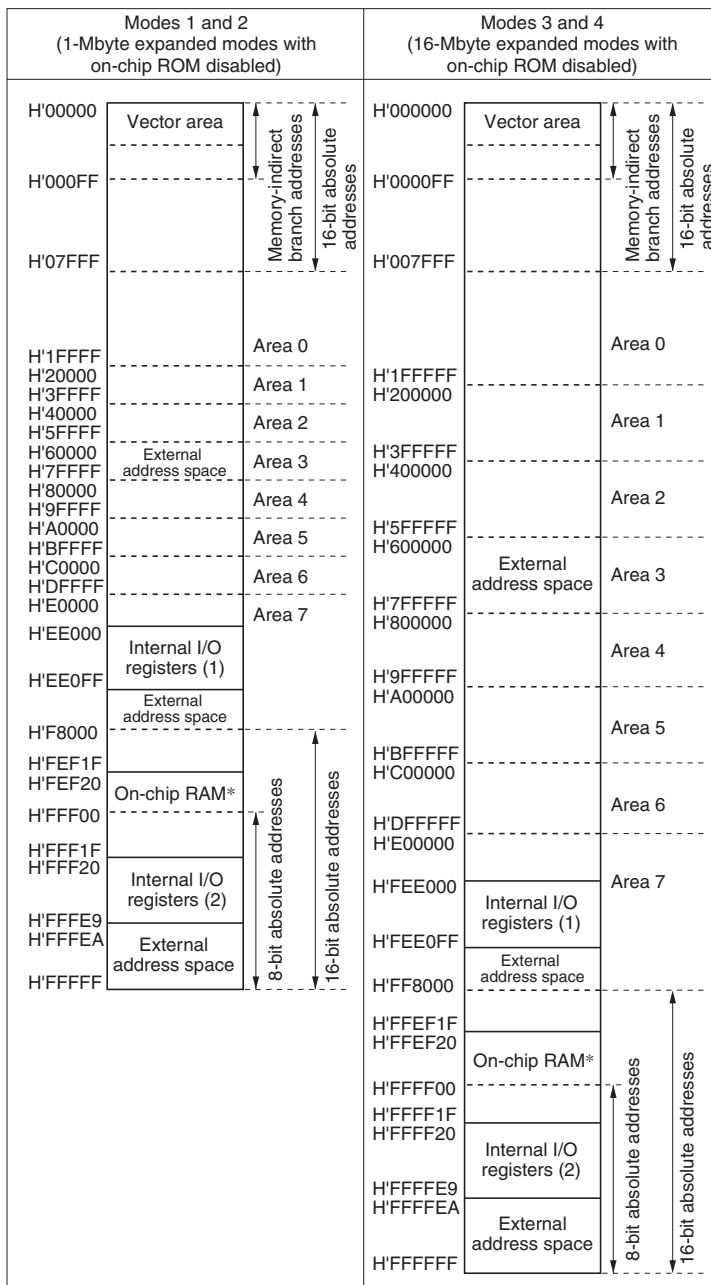 Modes 1 and 2
(1-Mbyte expanded modes with
on-chip ROM disabled)
H'00000
Vector area
H'000FF
Memory-indirect
branch addresses
16-bit absolute
addresses
H'07FFF
Area 0
H'1FFFF
H'20000
Area 1
H'3FFFF
H'40000
Area 2
H'5FFFF
H'60000
External
address space
Area 3
H'7FFFF
H'80000
Area 4
H'9FFFF
H'A0000
Area 5
H'BFFFF
H'C0000
Area 6
H'DFFFF
H'E0000
Area 7
H'EE000
Internal I/O
registers (1)
H'EE0FF
External
address space
H'F8000
H'FEF1F
H'FEF20
On-chip RAM*
H'FFF00
H'FFF1F
H'FFF20
Internal I/O
registers (2)
H'FFFE9
H'FFFEA
External
address space
H'FFFFF
8-bit absolute addresses
16-bit absolute addresses
Modes 3 and 4
(16-Mbyte expanded modes with
on-chip ROM disabled)
H'000000
Vector area
H'0000FF
Memory-indirect
branch addresses
16-bit absolute
addresses
H'007FFF
Area 0
H'1FFFFF
H'200000
Area 1
H'3FFFFF
H'400000
Area 2
H'5FFFFF
H'600000
External
address space
Area 3
H'7FFFFF
H'800000
Area 4
H'9FFFFF
H'A00000
Area 5
H'BFFFFF
H'C00000
Area 6
H'DFFFFF
H'E00000
Area 7
H'FEE000
Internal I/O
registers (1)
H'FEE0FF
External
address space
H'FF8000
H'FFEF1F
H'FFEF20
On-chip RAM*
H'FFFF00
H'FFFF1F
H'FFFF20
Internal I/O
registers (2)
H'FFFFE9
H'FFFFEA
External
address space
H'FFFFFF
8-bit absolute addresses
16-bit absolute addresses